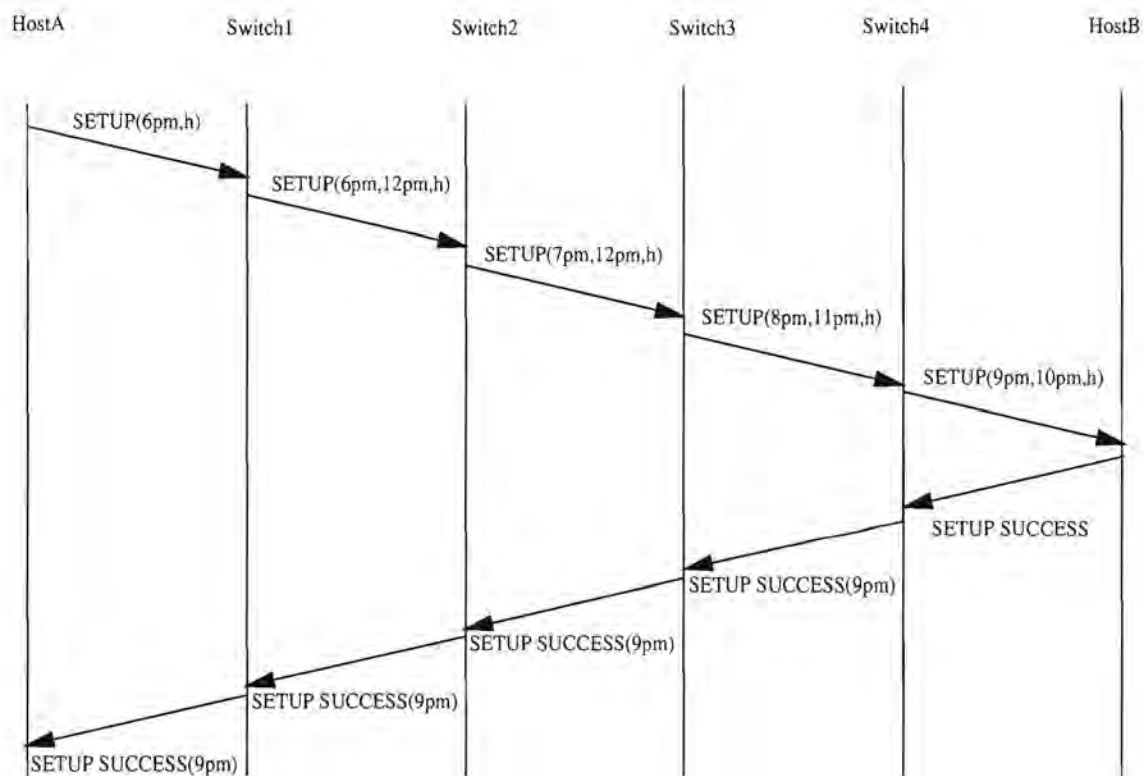 HostA
Switch1
Switch2
Switch3
Switch4
HostB
SETUP(6pm,h)
SETUP(6pm,12pm,h)
SETUP(7pm,12pm,h)
SETUP(8pm,11pm,h)
SETUP(9pm,10pm,h)
SETUP SUCCESS
SETUP SUCCESS(9pm)
SETUP SUCCESS(9pm)
SETUP SUCCESS(9pm)
SETUP SUCCESS(9pm)